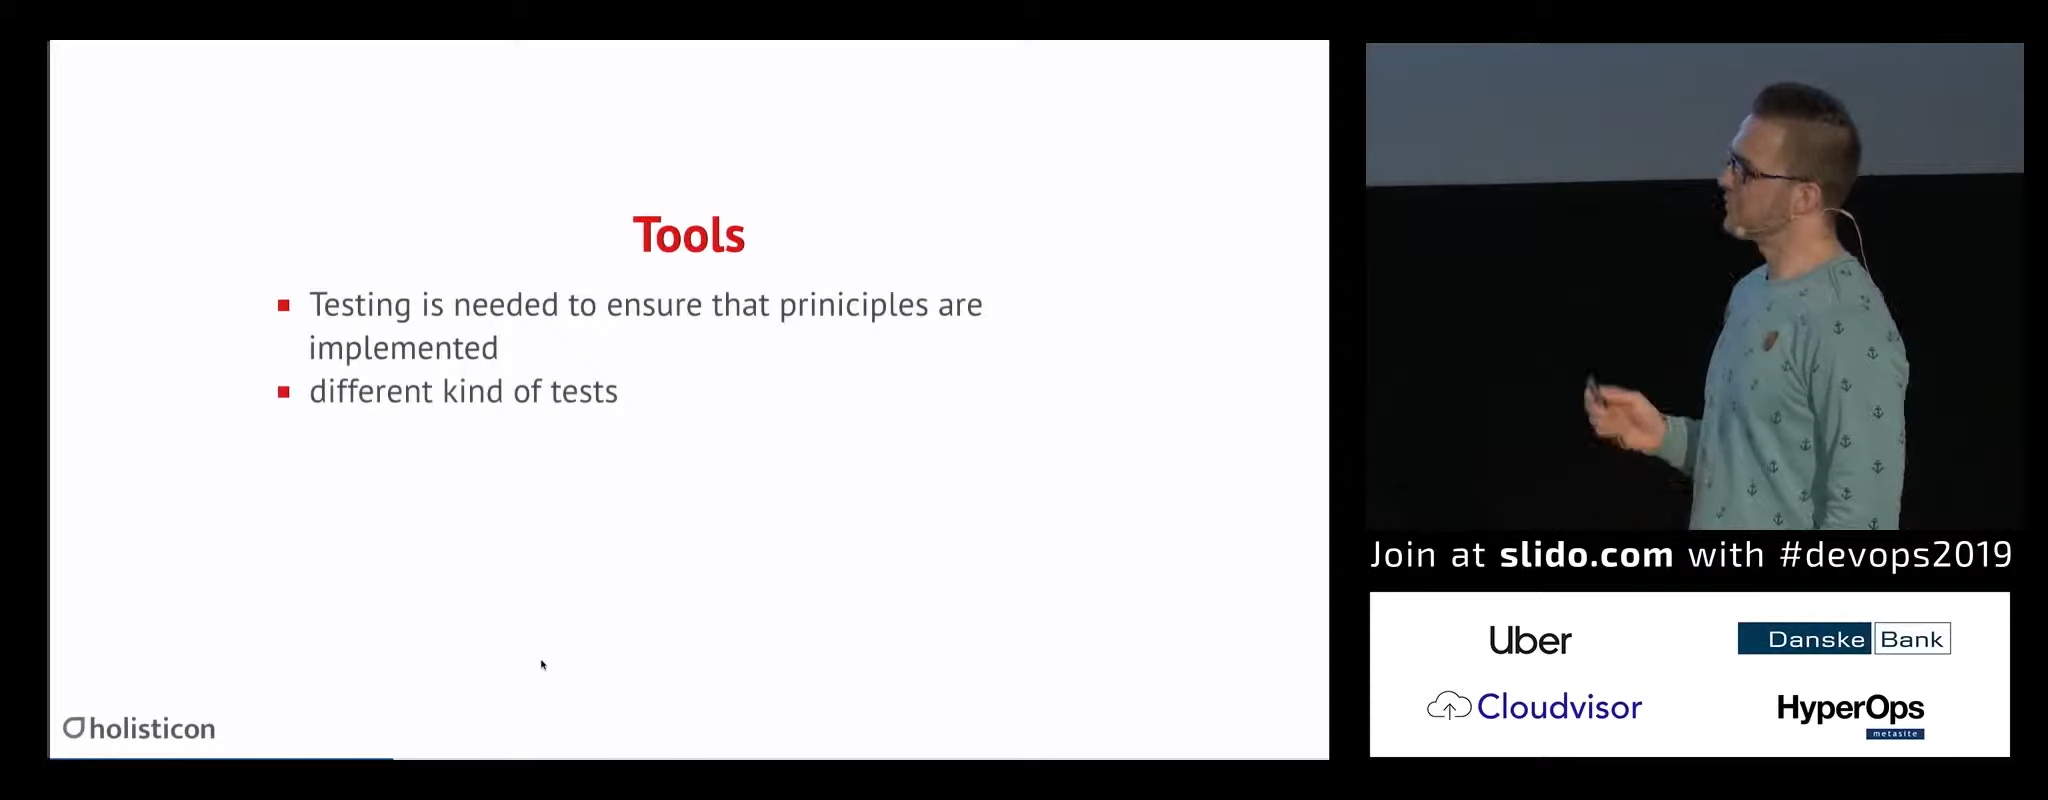 Tools
Testing is needed to ensure that priniciples are
implemented
different kind of tests
holisticon
Join at slido.com with #devops2019
Uber
Danske Bank
Cloudvisor
HyperOps
metasite